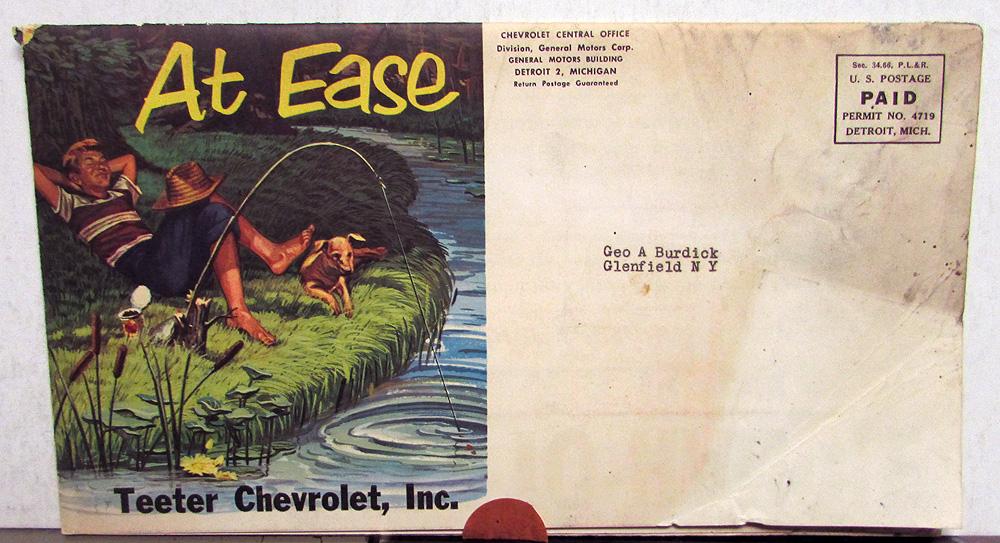 At Ease
Teeter Chevrolet, Inc.
CHEVROLET CENTRAL OFFICE
Division, General Motors Corp.
GENERAL MOTORS BUILDING
DETROIT 2, MICHIGAN
Return Postage Guaranteed
Sec. 34.66, P.L.&R.
U. S. POSTAGE
PAID
PERMIT NO. 4719
DETROIT, MICH.
Geo A Burdick
Glenfield N Y